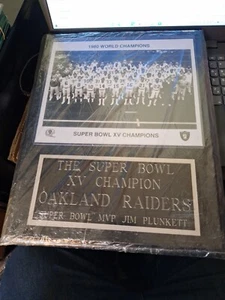 1980 WORLD CHAMPIONS
SUPER BOWL XV CHAMPIONS
THE SUPER BOWL
XV CHAMPION
OAKLAND RAIDERS
SUPER BOWL MVP JIM PLUNKETT